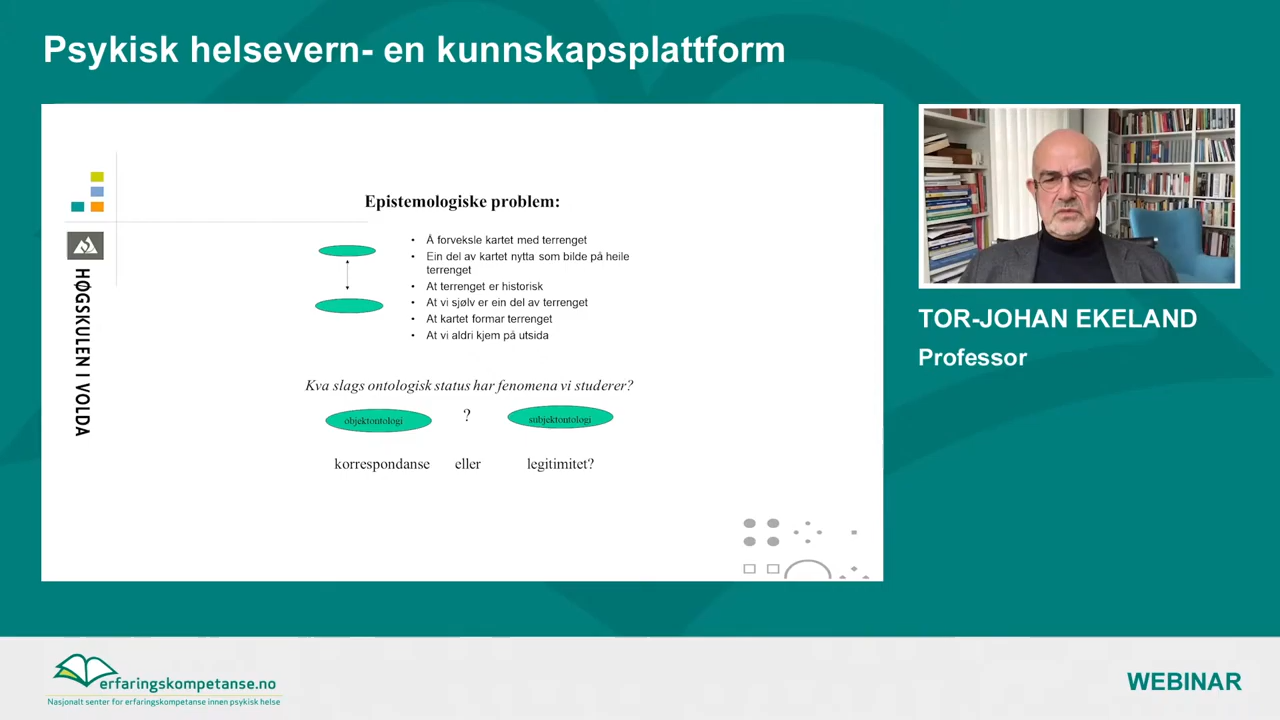 Psykisk helsevern- en kunnskapsplattform
HØGSKULEN I VOLDA
Epistemologiske problem:
• Å forveksle kartet med terrenget
• Ein del av kartet nytta som bilde på heile
terrenget
• At terrenget er historisk
• At vi sjølv er ein del av terrenget
• At kartet formar terrenget
• At vi aldri kjem på utsida
Kva slags ontologisk status har fenomena vi studerer?
objektontologi ? subjektontologi
korrespondanse eller legitimitet?
TOR-JOHAN EKELAND
Professor
erfaringskompetanse.no
Nasjonalt senter for erfaringskompetanse innen psykisk helse
WEBINAR